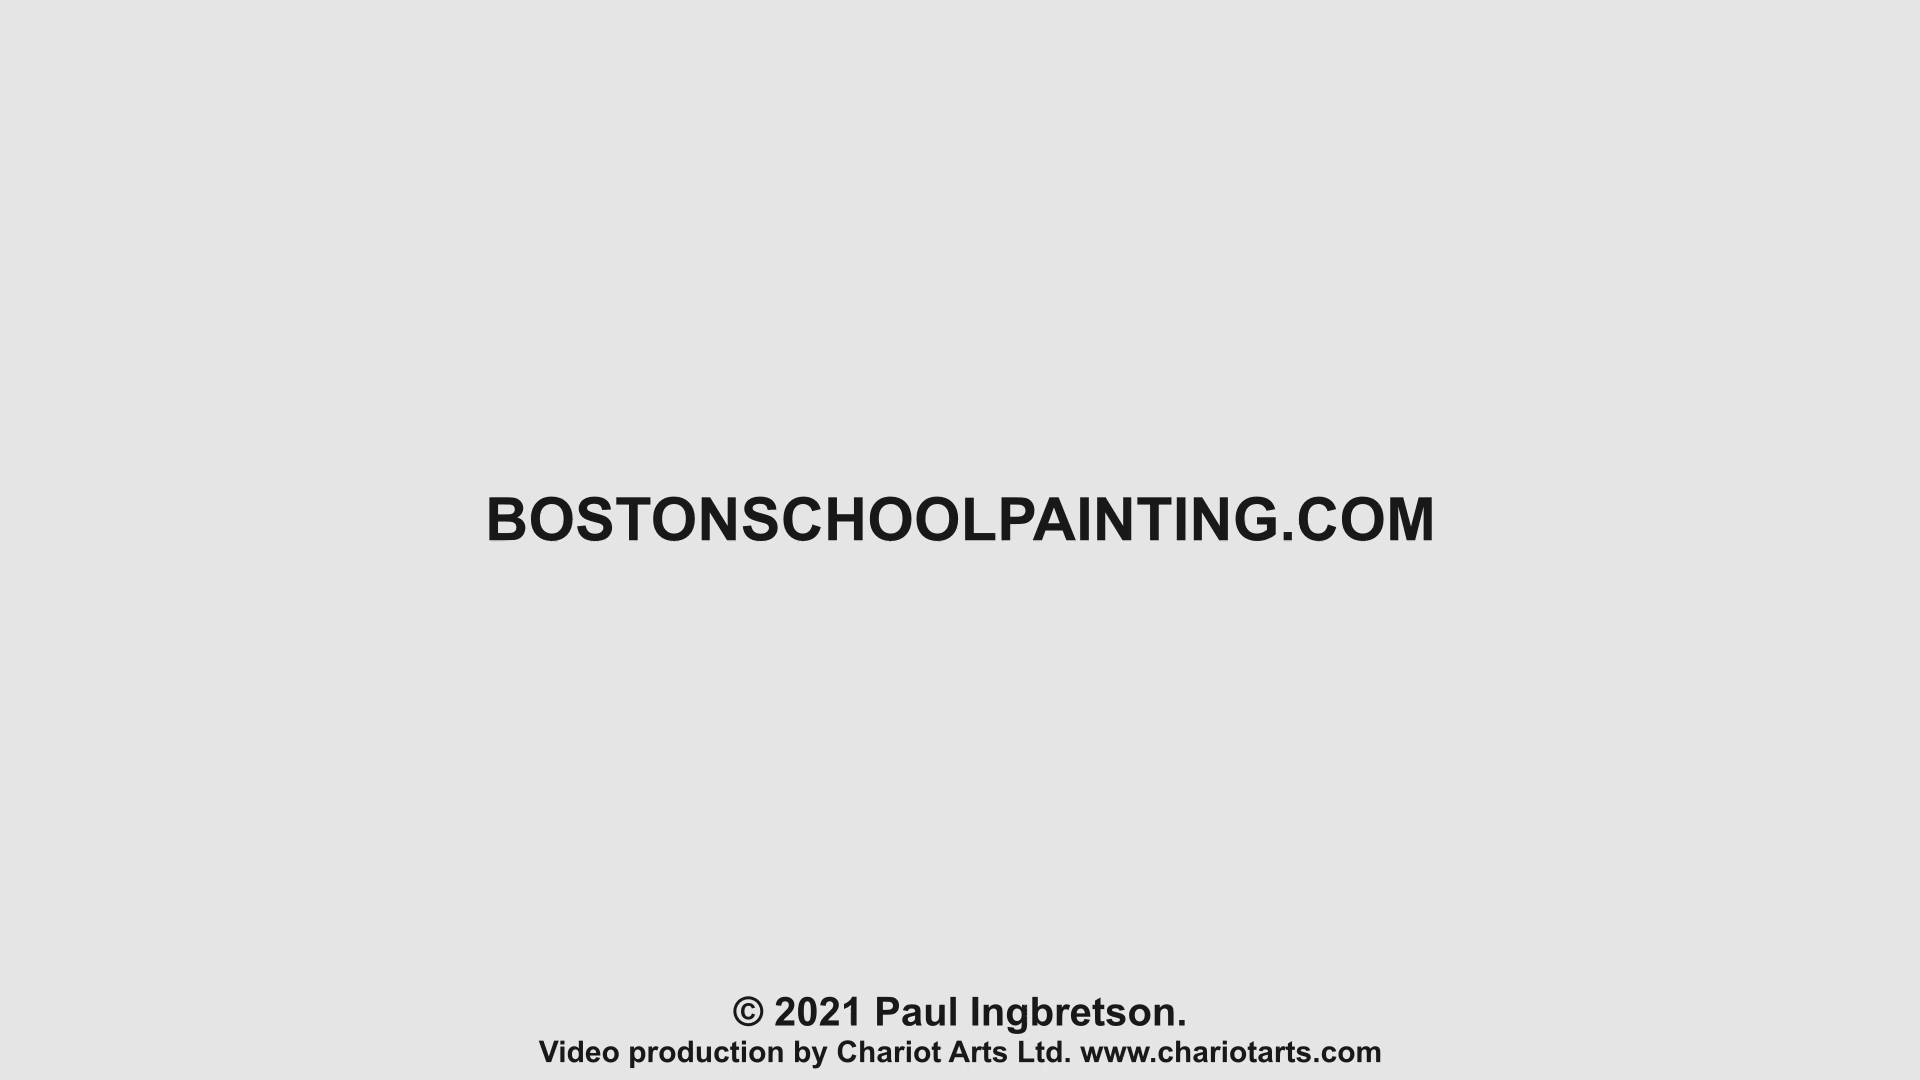 BOSTONSCHOOLPAINTING.COM
© 2021 Paul Ingbretson.
Video production by Chariot Arts Ltd. www.chariotarts.com